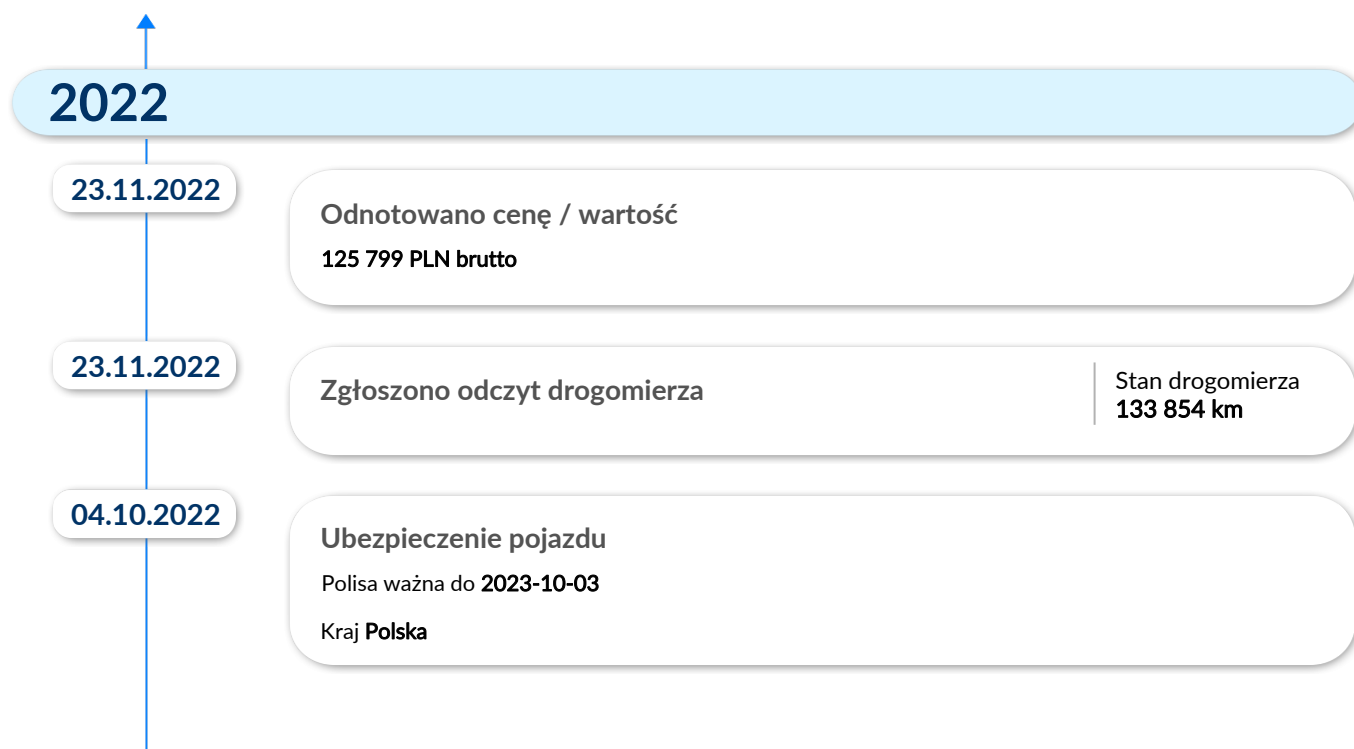 2022
23.11.2022
Odnotowano cenę / wartość
125 799 PLN brutto
23.11.2022
Zgłoszono odczyt drogomierza
Stan drogomierza
133 854 km
04.10.2022
Ubezpieczenie pojazdu
Polisa ważna do 2023-10-03
Kraj Polska